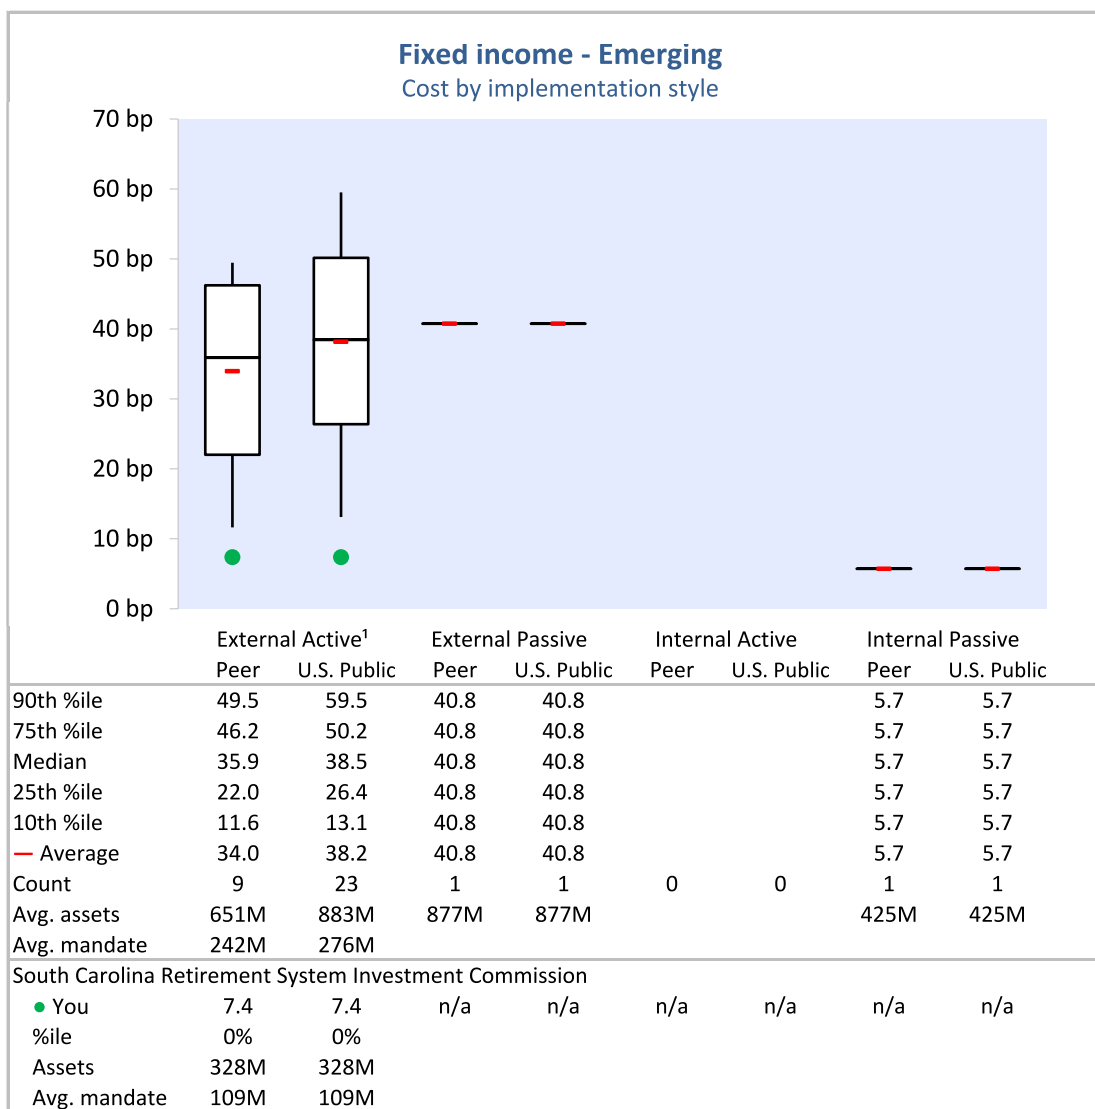 Fixed income - Emerging
Cost by implementation style
70 bp
60 bp
50 bp
40 bp
30 bp
20 bp
10 bp
0 bp
External Active¹ External Passive Internal Active Internal Passive
Peer U.S. Public Peer U.S. Public Peer U.S. Public Peer U.S. Public
90th %ile 49.5 59.5 40.8 40.8 5.7 5.7
75th %ile 46.2 50.2 40.8 40.8 5.7 5.7
Median 35.9 38.5 40.8 40.8 5.7 5.7
25th %ile 22.0 26.4 40.8 40.8 5.7 5.7
10th %ile 11.6 13.1 40.8 40.8 5.7 5.7
Average 34.0 38.2 40.8 40.8 5.7 5.7
Count 9 23 1 1 0 0 1 1
Avg. assets 651M 883M 877M 877M 425M 425M
Avg. mandate 242M 276M
South Carolina Retirement System Investment Commission
You 7.4 7.4 n/a n/a n/a n/a n/a n/a
%ile 0% 0%
Assets 328M 328M
Avg. mandate 109M 109M